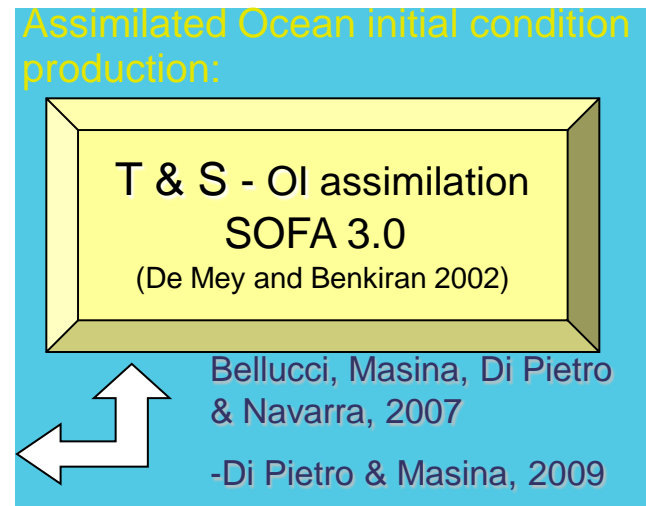 Assimilated Ocean initial condition
production:
T & S - OI assimilation
SOFA 3.0
(De Mey and Benkiran 2002)
Bellucci, Masina, Di Pietro
& Navarra, 2007
-Di Pietro & Masina, 2009